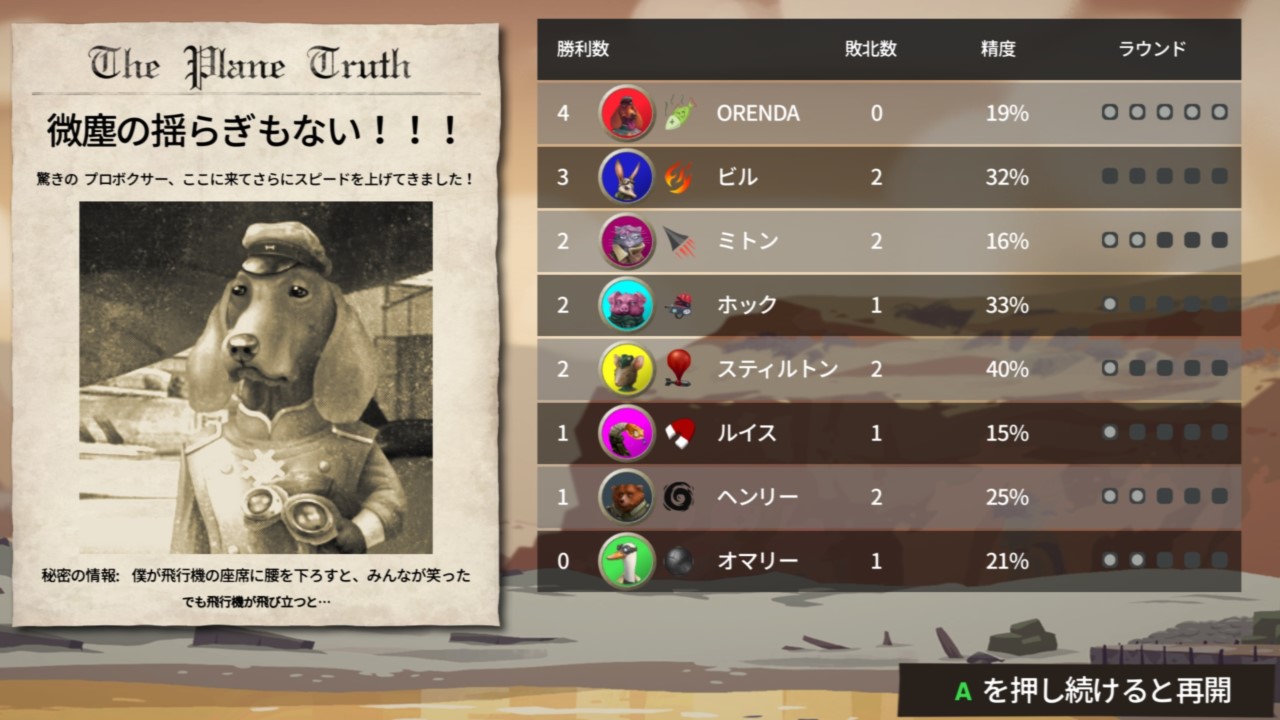 The Plane Truth
微塵の揺らぎもない！！！
驚きの プロボクサー、ここに来てさらにスピードを上げてきました！
秘密の情報: 僕が飛行機の座席に腰を下ろすと、みんなが笑った
でも飛行機が飛び立つと…
勝利数 敗北数 精度 ラウンド
4 ORENDA 0 19%
3 ビル 2 32%
2 ミトン 2 16%
2 ホック 1 33%
2 スティルトン 2 40%
1 ルイス 1 15%
1 ヘンリー 2 25%
0 オマリー 1 21%
A を押し続けると再開